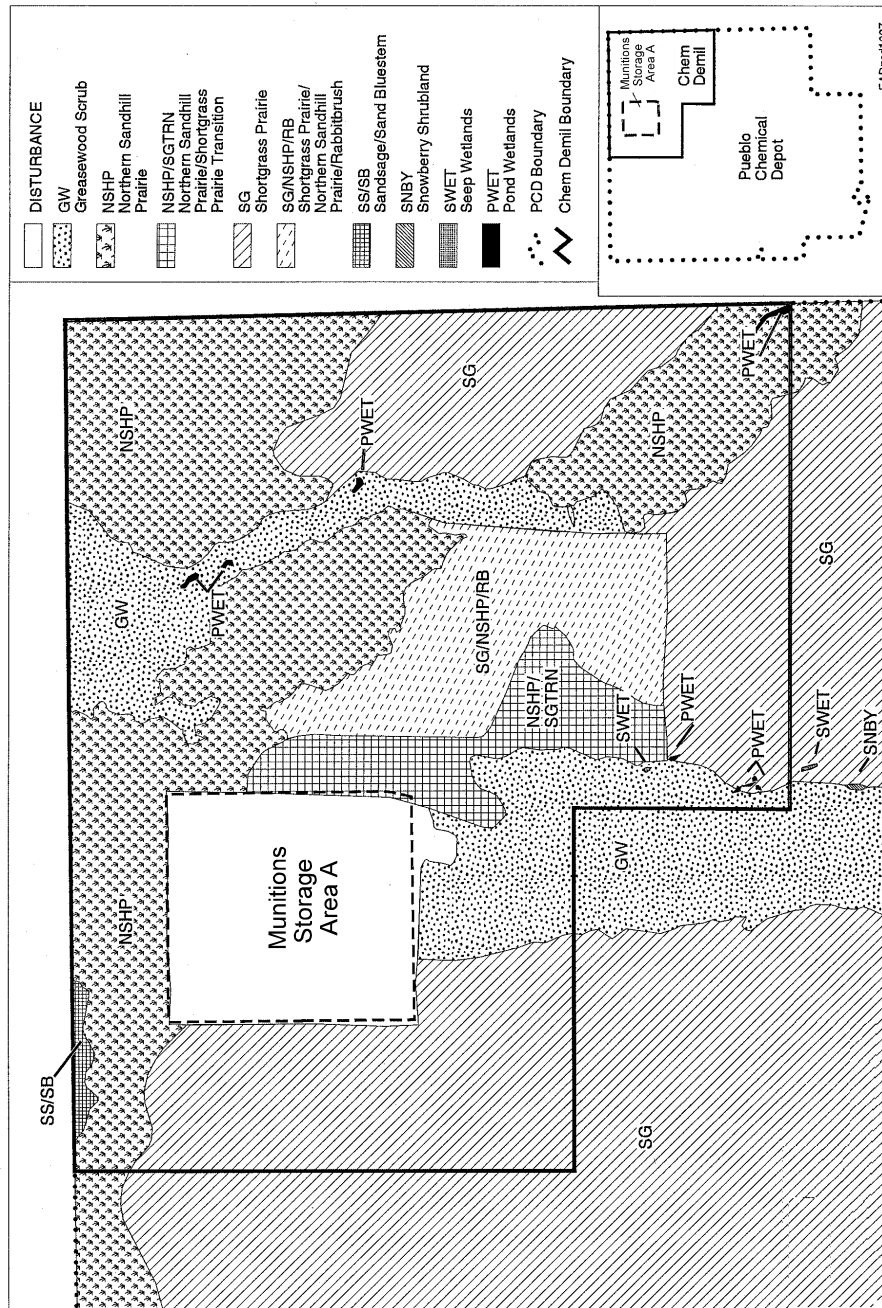 DISTURBANCE
GW
Greasewood Scrub
NSHP
Northern Sandhill
Prairie
NSHP/SGTRN
Northern Sandhill
Prairie/Shortgrass
Prairie Transition
SG
Shortgrass Prairie
SG/NSHP/RB
Shortgrass Prairie/
Northern Sandhill
Prairie/Rabbitbrush
SS/SB
Sandsage/Sand Bluestem
SNBY
Snowberry Shrubland
SWET
Seep Wetlands
PWET
Pond Wetlands
PCD Boundary
Chem Demil Boundary
Munitions
Storage
Area A
Chem
Demil
Pueblo
Chemical
Depot
SS/SB
NSHP
GW
NSHP
PWET
PWET
SG
NSHP
PWET
Munitions
Storage
Area A
SG/NSHP/RB
NSHP/
SGTRN
SWET
PWET
PWET
SWET
SNBY
GW
SG
SG